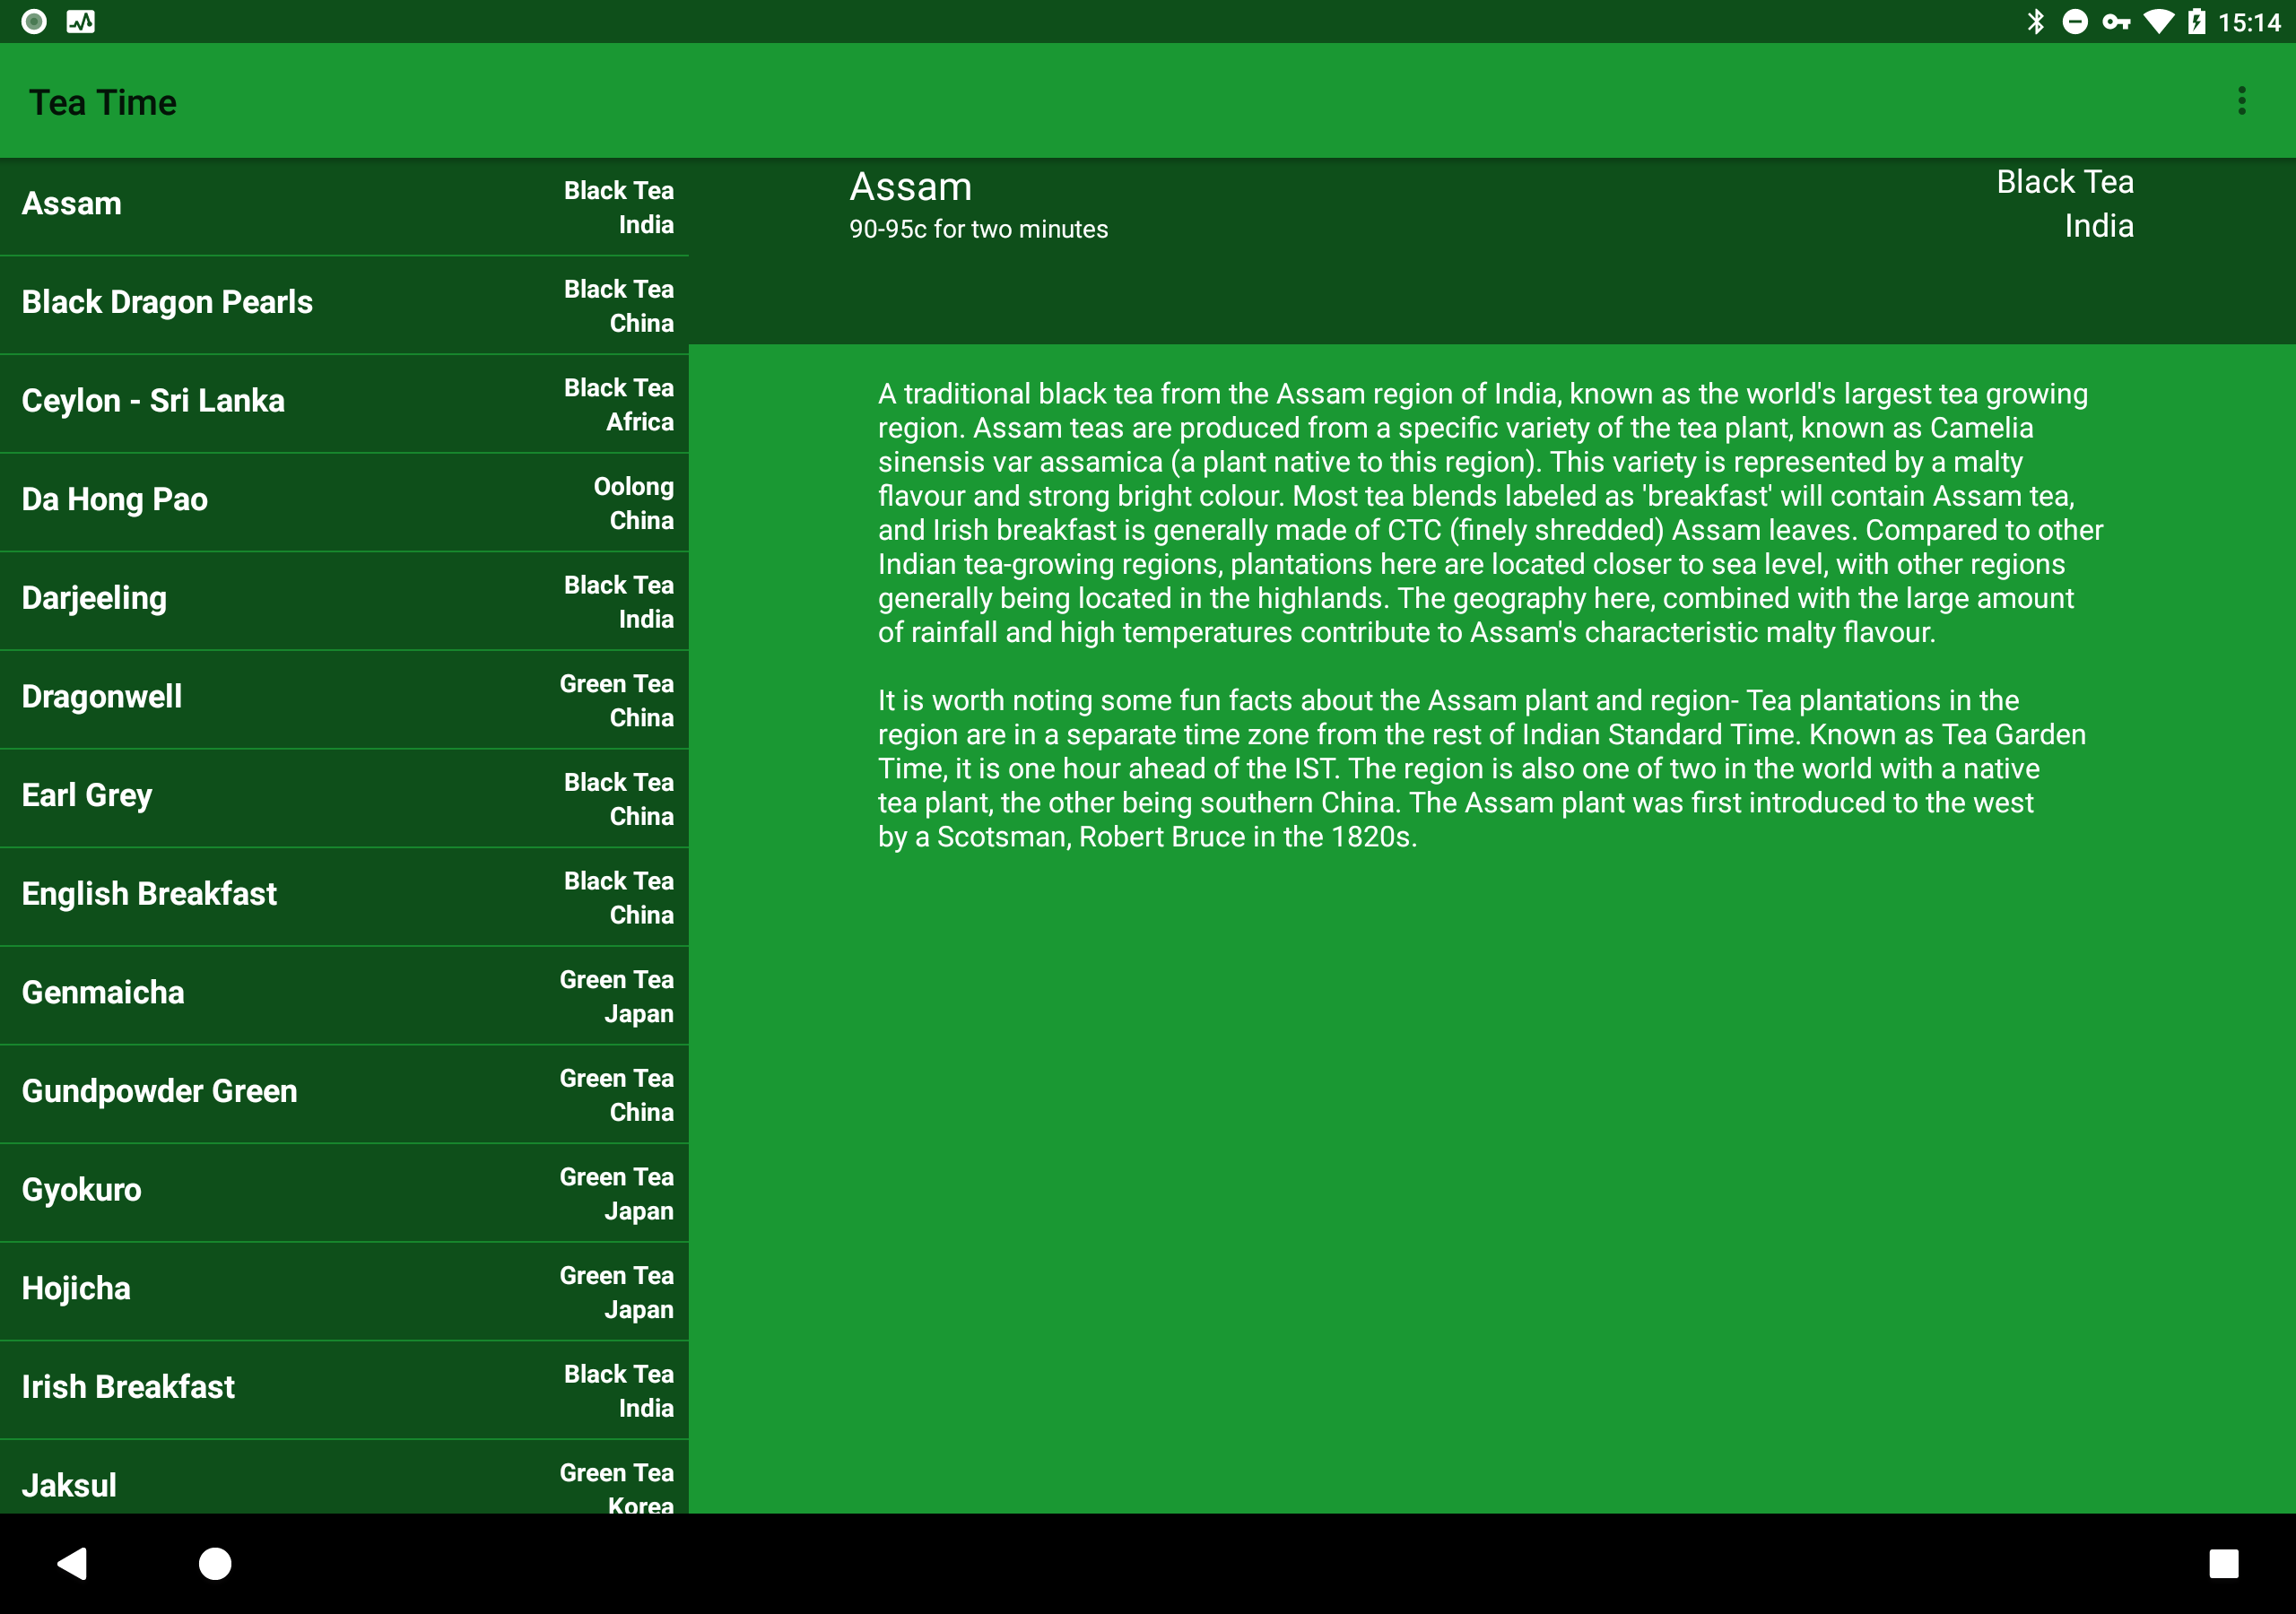 15:14
Tea Time
Assam
Black Tea
India
Black Dragon Pearls
Black Tea
China
Ceylon - Sri Lanka
Black Tea
Africa
Da Hong Pao
Oolong
China
Darjeeling
Black Tea
India
Dragonwell
Green Tea
China
Earl Grey
Black Tea
China
English Breakfast
Black Tea
China
Genmaicha
Green Tea
Japan
Gundpowder Green
Green Tea
China
Gyokuro
Green Tea
Japan
Hojicha
Green Tea
Japan
Irish Breakfast
Black Tea
India
Jaksul
Green Tea
Korea
Assam
90-95c for two minutes
Black Tea
India
A traditional black tea from the Assam region of India, known as the world's largest tea growing
region. Assam teas are produced from a specific variety of the tea plant, known as Camelia
sinensis var assamica (a plant native to this region). This variety is represented by a malty
flavour and strong bright colour. Most tea blends labeled as 'breakfast' will contain Assam tea,
and Irish breakfast is generally made of CTC (finely shredded) Assam leaves. Compared to other
Indian tea-growing regions, plantations here are located closer to sea level, with other regions
generally being located in the highlands. The geography here, combined with the large amount
of rainfall and high temperatures contribute to Assam's characteristic malty flavour.
It is worth noting some fun facts about the Assam plant and region- Tea plantations in the
region are in a separate time zone from the rest of Indian Standard Time. Known as Tea Garden
Time, it is one hour ahead of the IST. The region is also one of two in the world with a native
tea plant, the other being southern China. The Assam plant was first introduced to the west
by a Scotsman, Robert Bruce in the 1820s.